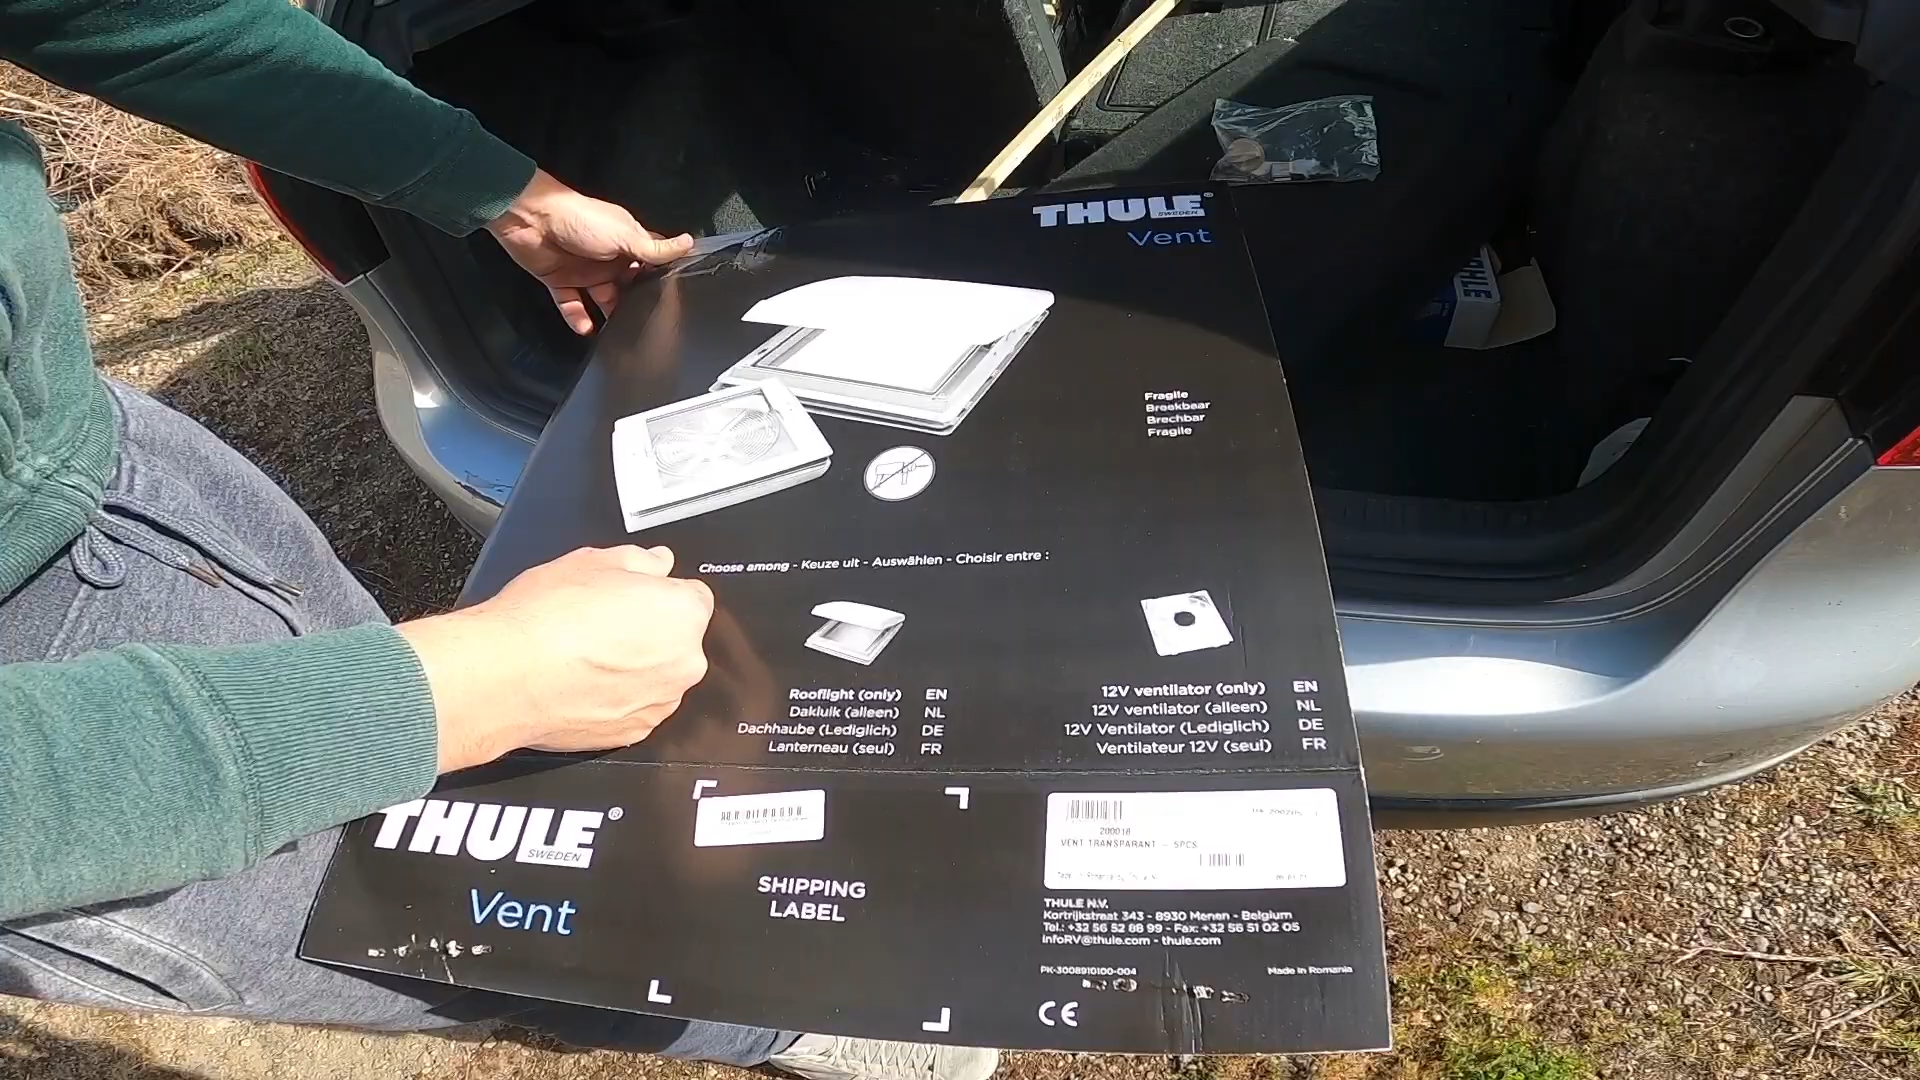 THULE®
SWEDEN
Vent
THULE
Fragile
Breekbaar
Brechbar
Fragile
Choose among - Keuze uit - Auswählen - Choisir entre :
Rooflight (only) EN
Dakluik (alleen) NL
Dachhaube (Lediglich) DE
Lanterneau (seul) FR
12V ventilator (only) EN
12V ventilator (alleen) NL
12V Ventilator (Lediglich) DE
Ventilateur 12V (seul) FR
THULE®
SWEDEN
Vent
SHIPPING
LABEL
200018
VENT TRANSPARANT - 5PCS
THULE N.V.
Kortrijkstraat 343 - 8930 Menen - Belgium
Tel.: +32 56 52 88 99 - Fax: +32 56 51 02 05
infoRV@thule.com - thule.com
PK-3008910100-004
Made in Romania
CE